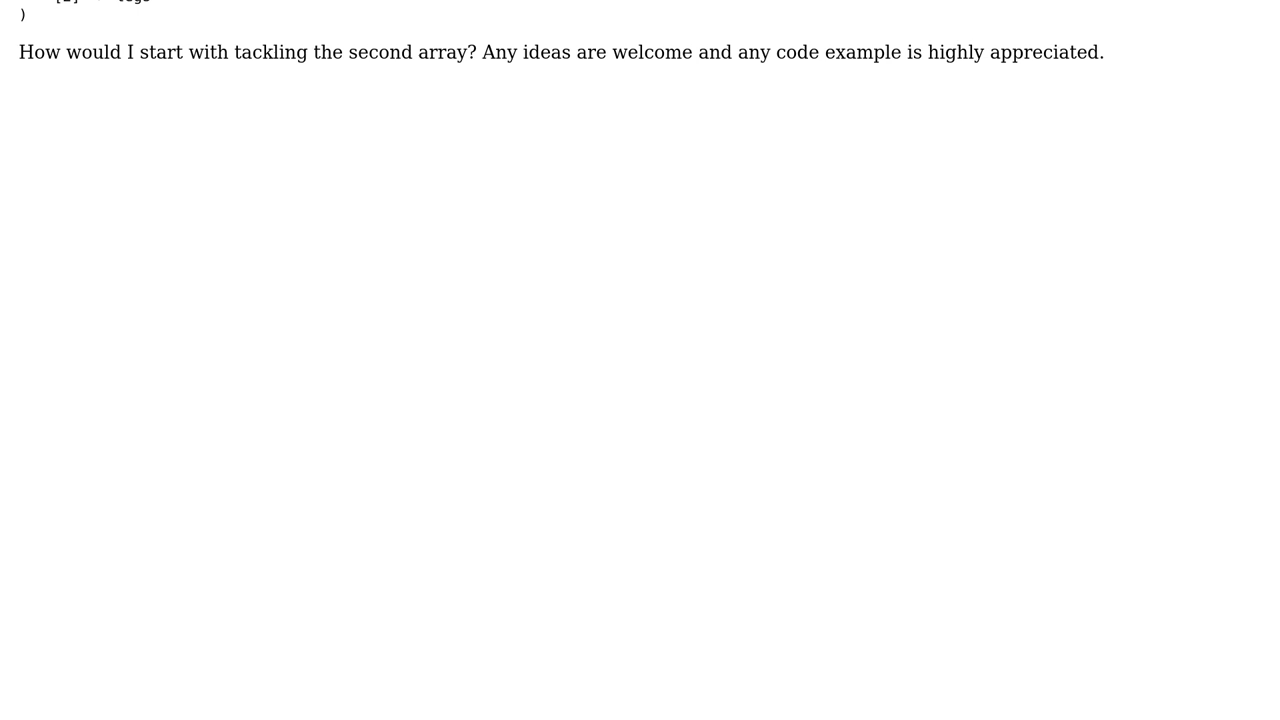 )
How would I start with tackling the second array? Any ideas are welcome and any code example is highly appreciated.